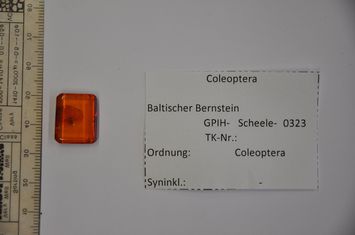 Coleoptera
Baltischer Bernstein
GPIH- Scheele- 0323
TK-Nr.:
Ordnung: Coleoptera
Syninkl.: -